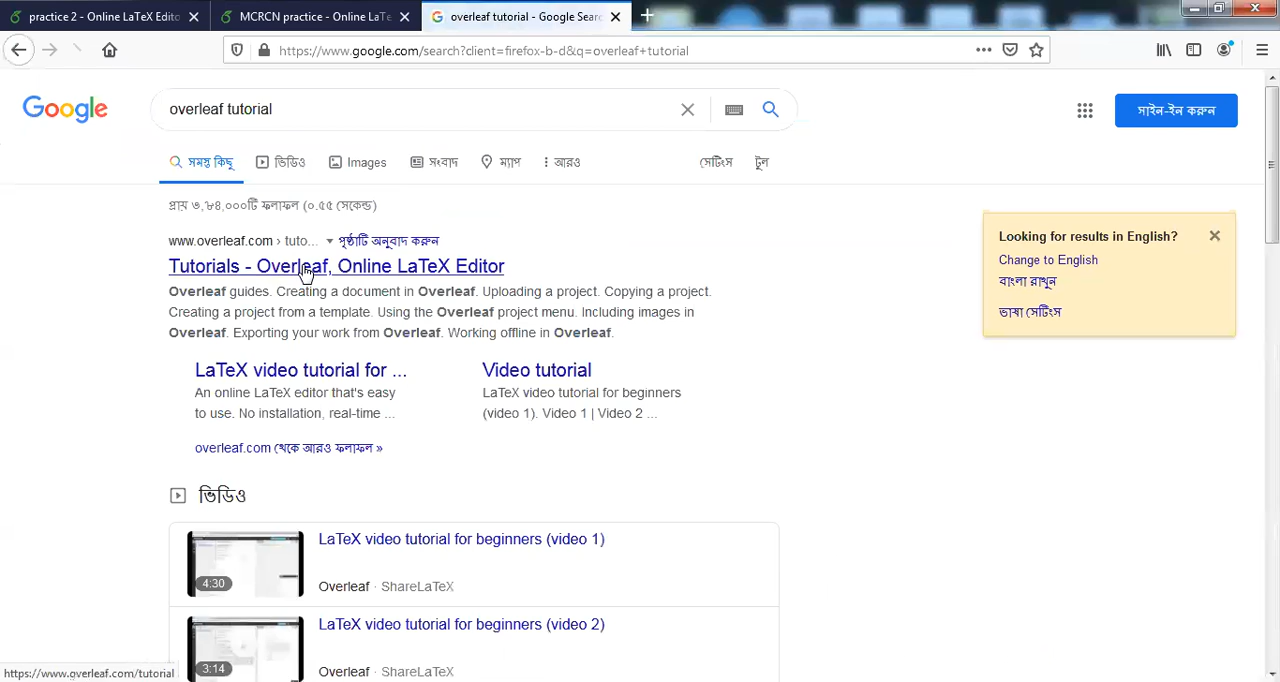 practice 2 - Online LaTeX Edito
MCRCN practice - Online LaTe
overleaf tutorial - Google Searc
https://www.google.com/search?client=firefox-b-d&q=overleaf+tutorial
Google
overleaf tutorial
সাইন-ইন করুন
সমস্ত কিছু
ভিডিও
Images
সংবাদ
ম্যাপ
আরও
সেটিংস
টুল
প্রায় ৩,৮৪,০০০টি ফলাফল (০.৫৫ সেকেন্ড)
www.overleaf.com › tuto... পৃষ্ঠাটি অনুবাদ করুন
Tutorials - Overleaf, Online LaTeX Editor
Overleaf guides. Creating a document in Overleaf. Uploading a project. Copying a project.
Creating a project from a template. Using the Overleaf project menu. Including images in
Overleaf. Exporting your work from Overleaf. Working offline in Overleaf.
LaTeX video tutorial for ...
An online LaTeX editor that's easy
to use. No installation, real-time ...
Video tutorial
LaTeX video tutorial for beginners
(video 1). Video 1 | Video 2 ...
overleaf.com থেকে আরও ফলাফল »
Looking for results in English?
Change to English
বাংলা রাখুন
ভাষা সেটিংস
ভিডিও
LaTeX video tutorial for beginners (video 1)
4:30
Overleaf · ShareLaTeX
LaTeX video tutorial for beginners (video 2)
3:14
Overleaf · ShareLaTeX
https://www.overleaf.com/tutorial